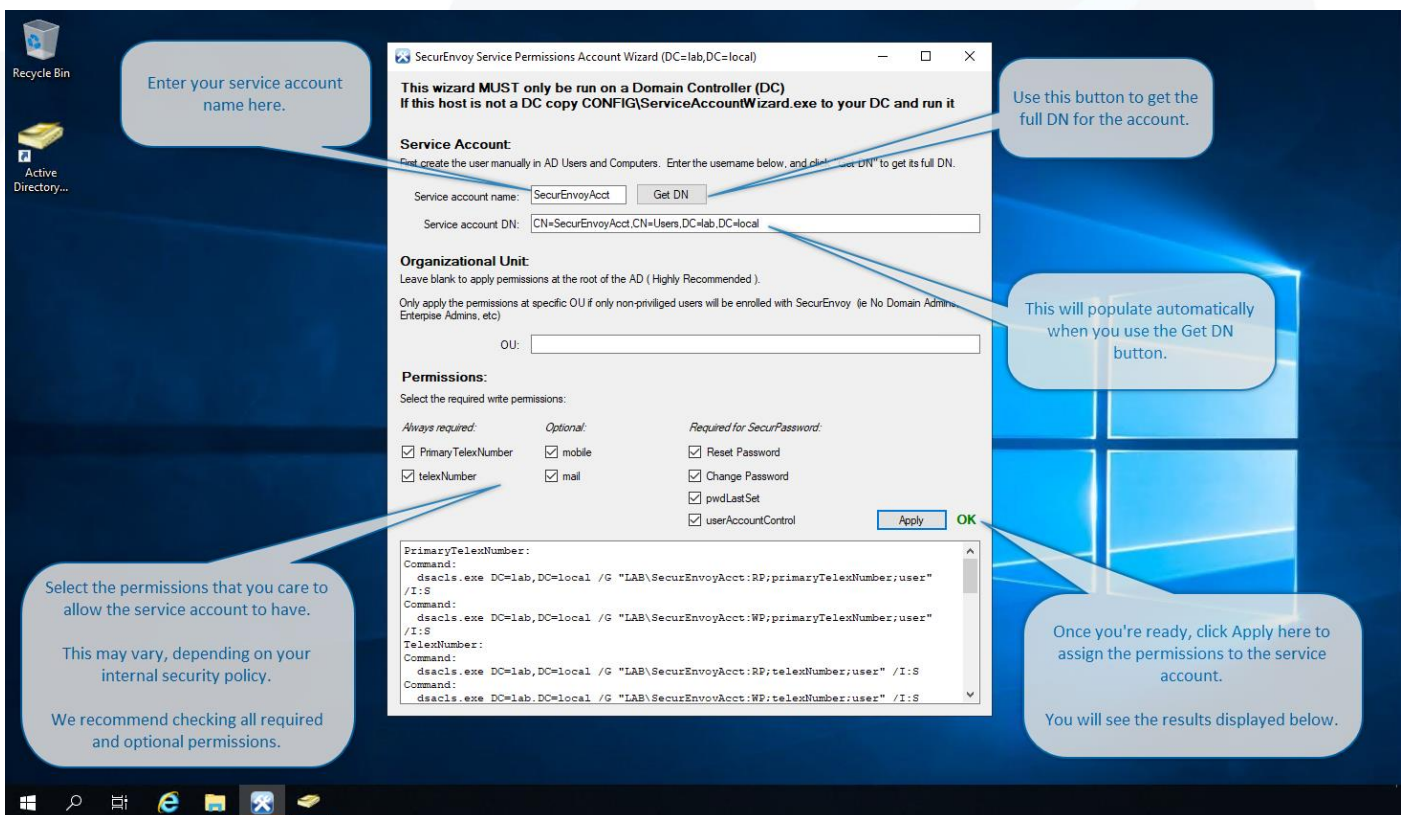 Recycle Bin
Active
Directory...
Enter your service account
name here.
SecurEnvoy Service Permissions Account Wizard (DC=lab,DC=local)
This wizard MUST only be run on a Domain Controller (DC)
If this host is not a DC copy CONFIG\ServiceAccountWizard.exe to your DC and run it
Use this button to get the
full DN for the account.
Service Account:
First create the user manually in AD Users and Computers. Enter the username below, and click "Get DN" to get its full DN.
Service account name: SecurEnvoyAcct Get DN
Service account DN: CN=SecurEnvoyAcct,CN=Users,DC=lab,DC=local
Organizational Unit:
Leave blank to apply permissions at the root of the AD ( Highly Recommended ).
Only apply the permissions at specific OU if only non-priviliged users will be enrolled with SecurEnvoy (ie No Domain Admins,
Enterpise Admins, etc)
OU:
This will populate automatically
when you use the Get DN
button.
Permissions:
Select the required write permissions:
Always required: Optional: Required for SecurPassword:
PrimaryTelexNumber mobile Reset Password
telexNumber mail Change Password
pwdLastSet
userAccountControl Apply OK
PrimaryTelexNumber:
Command:
dsacls.exe DC=lab,DC=local /G "LAB\SecurEnvoyAcct:RP;primaryTelexNumber;user"
/I:S
Command:
dsacls.exe DC=lab,DC=local /G "LAB\SecurEnvoyAcct:WP;primaryTelexNumber;user"
/I:S
TelexNumber:
Command:
dsacls.exe DC=lab,DC=local /G "LAB\SecurEnvoyAcct:RP;telexNumber;user" /I:S
Command:
dsacls.exe DC=lab,DC=local /G "LAB\SecurEnvoyAcct:WP;telexNumber;user" /I:S
Select the permissions that you care to
allow the service account to have.
This may vary, depending on your
internal security policy.
We recommend checking all required
and optional permissions.
Once you're ready, click Apply here to
assign the permissions to the service
account.
You will see the results displayed below.